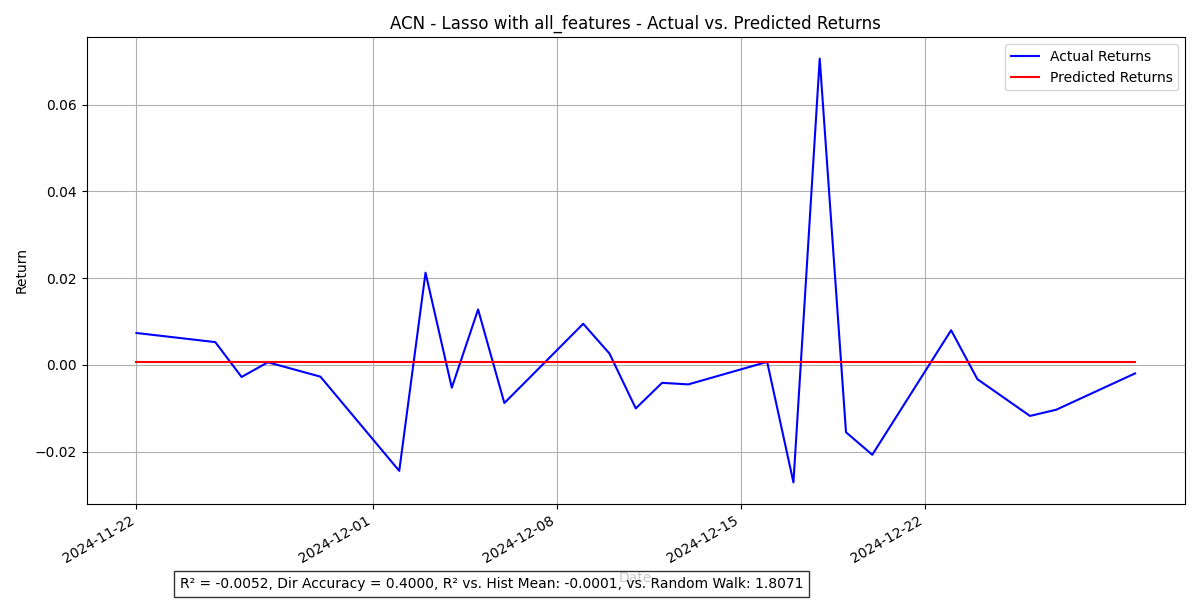 ACN - Lasso with all_features - Actual vs. Predicted Returns
Actual Returns
Predicted Returns
Return
0.06
0.04
0.02
0.00
−0.02
2024-11-22
2024-12-01
2024-12-08
2024-12-15
2024-12-22
Date
R² = -0.0052, Dir Accuracy = 0.4000, R² vs. Hist Mean: -0.0001, vs. Random Walk: 1.8071